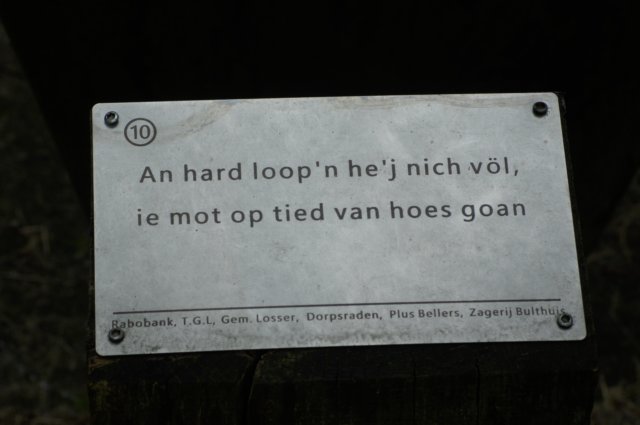 10
An hard loop'n he'j nich völ,
ie mot op tied van hoes goan
Rabobank, T.G.L, Gem. Losser, Dorpsraden, Plus Bellers, Zagerij Bulthuis